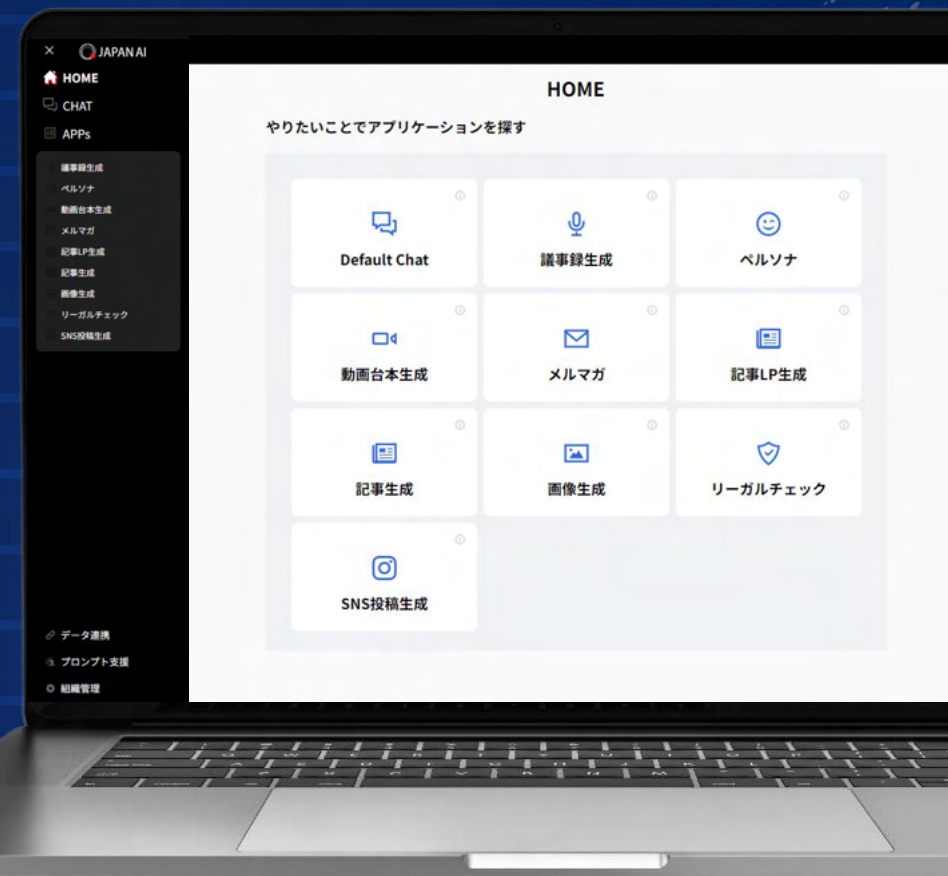 JAPAN AI
HOME
CHAT
APPs
議事録生成
ペルソナ
動画台本生成
メルマガ
記事LP生成
記事生成
画像生成
リーガルチェック
SNS投稿生成
データ連携
プロンプト支援
組織管理
HOME
やりたいことでアプリケーションを探す
Default Chat
議事録生成
ペルソナ
動画台本生成
メルマガ
記事LP生成
記事生成
画像生成
リーガルチェック
SNS投稿生成